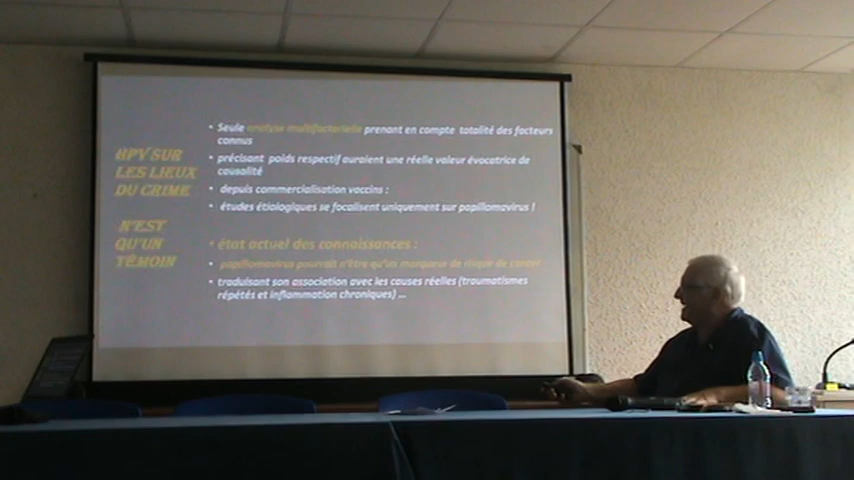 HPV SUR
LES LIEUX
DU CRIME
N'EST
QU'UN
TÉMOIN
• Seule analyse multifactorielle prenant en compte totalité des facteurs
connus
• précisant poids respectif auraient une réelle valeur évocatrice de
causalité
• depuis commercialisation vaccins :
• études étiologiques se focalisent uniquement sur papillomavirus !
• état actuel des connaissances :
• papillomavirus pourrait n'être qu'un marqueur de risque de cancer
• traduisant son association avec les causes réelles (traumatismes
répétés et inflammation chroniques) ...